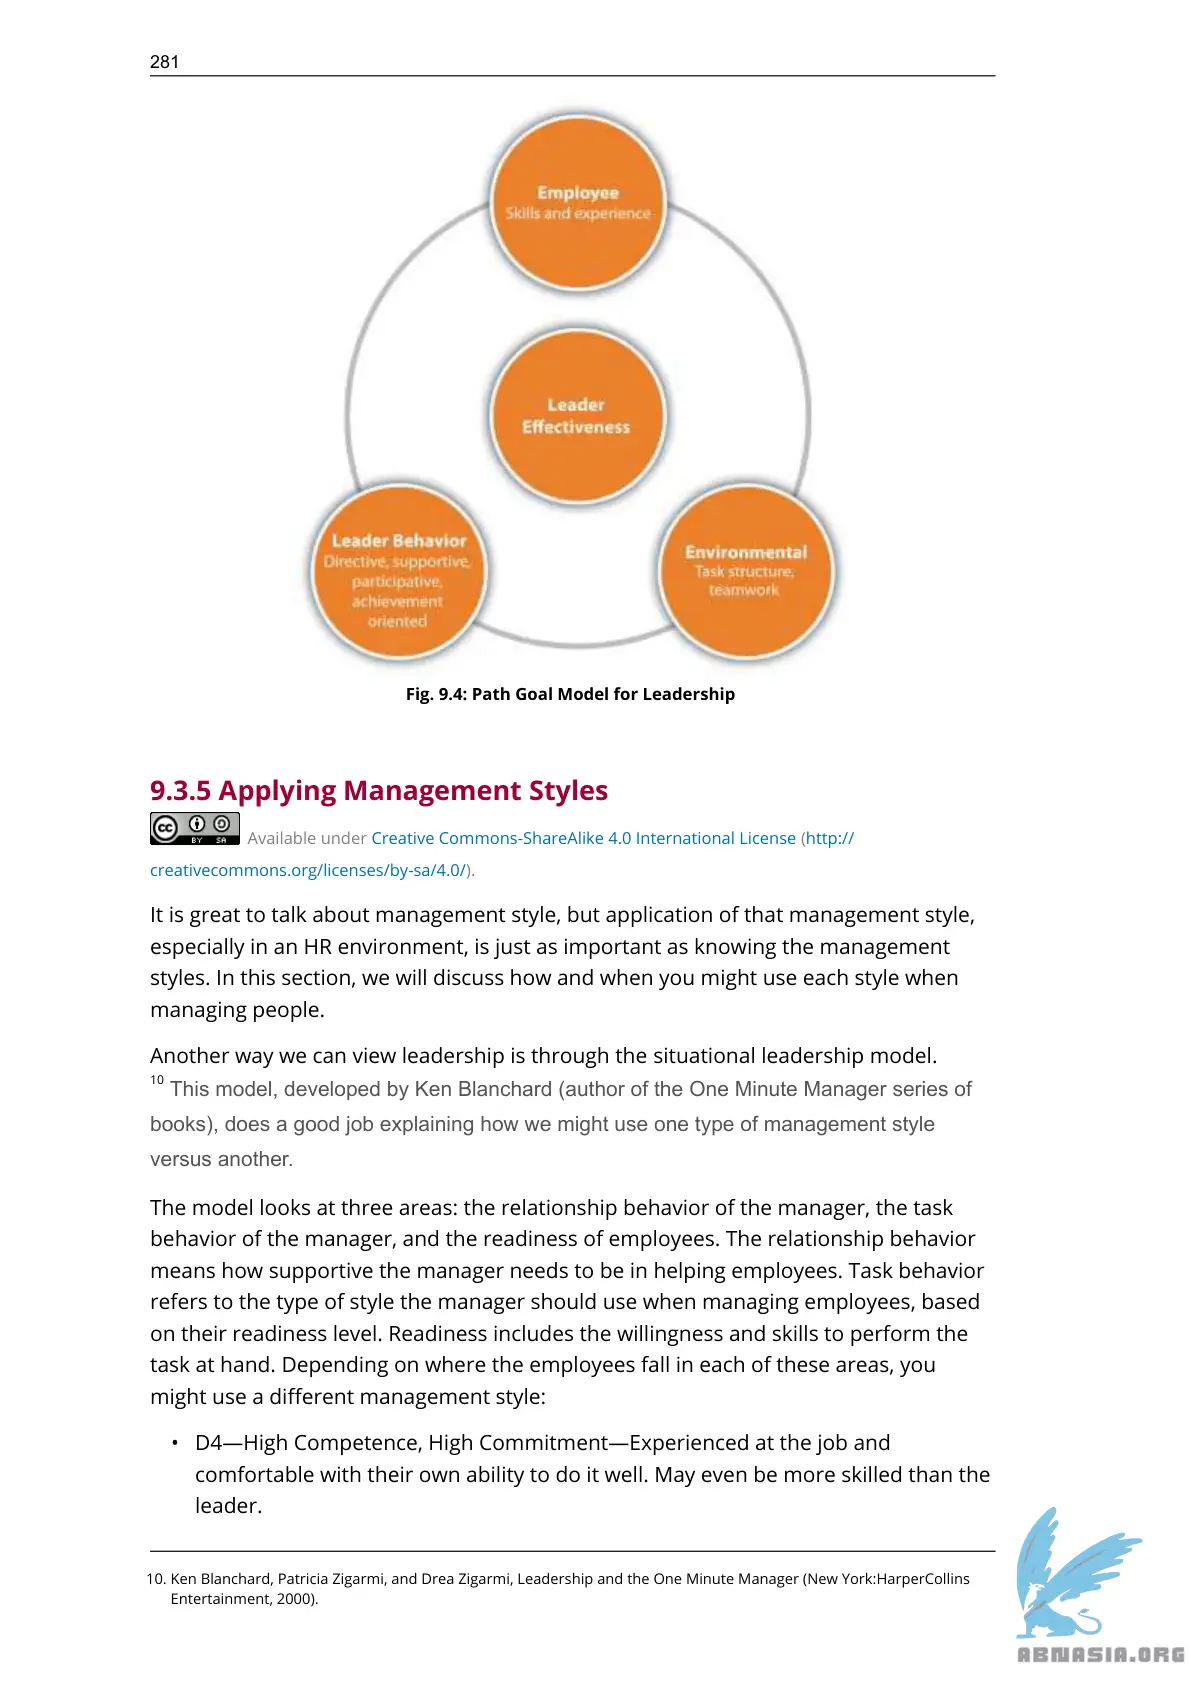 281
Employee
Skills and experience
Leader
Effectiveness
Leader Behavior
Directive, supportive,
participative,
achievement
oriented
Environmental
Task structure,
teamwork
Fig. 9.4: Path Goal Model for Leadership
9.3.5 Applying Management Styles
cc BY SA Available under Creative Commons-ShareAlike 4.0 International License (http://
creativecommons.org/licenses/by-sa/4.0/).
It is great to talk about management style, but application of that management style,
especially in an HR environment, is just as important as knowing the management
styles. In this section, we will discuss how and when you might use each style when
managing people.
Another way we can view leadership is through the situational leadership model.
10 This model, developed by Ken Blanchard (author of the One Minute Manager series of
books), does a good job explaining how we might use one type of management style
versus another.
The model looks at three areas: the relationship behavior of the manager, the task
behavior of the manager, and the readiness of employees. The relationship behavior
means how supportive the manager needs to be in helping employees. Task behavior
refers to the type of style the manager should use when managing employees, based
on their readiness level. Readiness includes the willingness and skills to perform the
task at hand. Depending on where the employees fall in each of these areas, you
might use a different management style:
• D4—High Competence, High Commitment—Experienced at the job and
comfortable with their own ability to do it well. May even be more skilled than the
leader.
10. Ken Blanchard, Patricia Zigarmi, and Drea Zigarmi, Leadership and the One Minute Manager (New York:HarperCollins
Entertainment, 2000).
ABNASIA.ORG